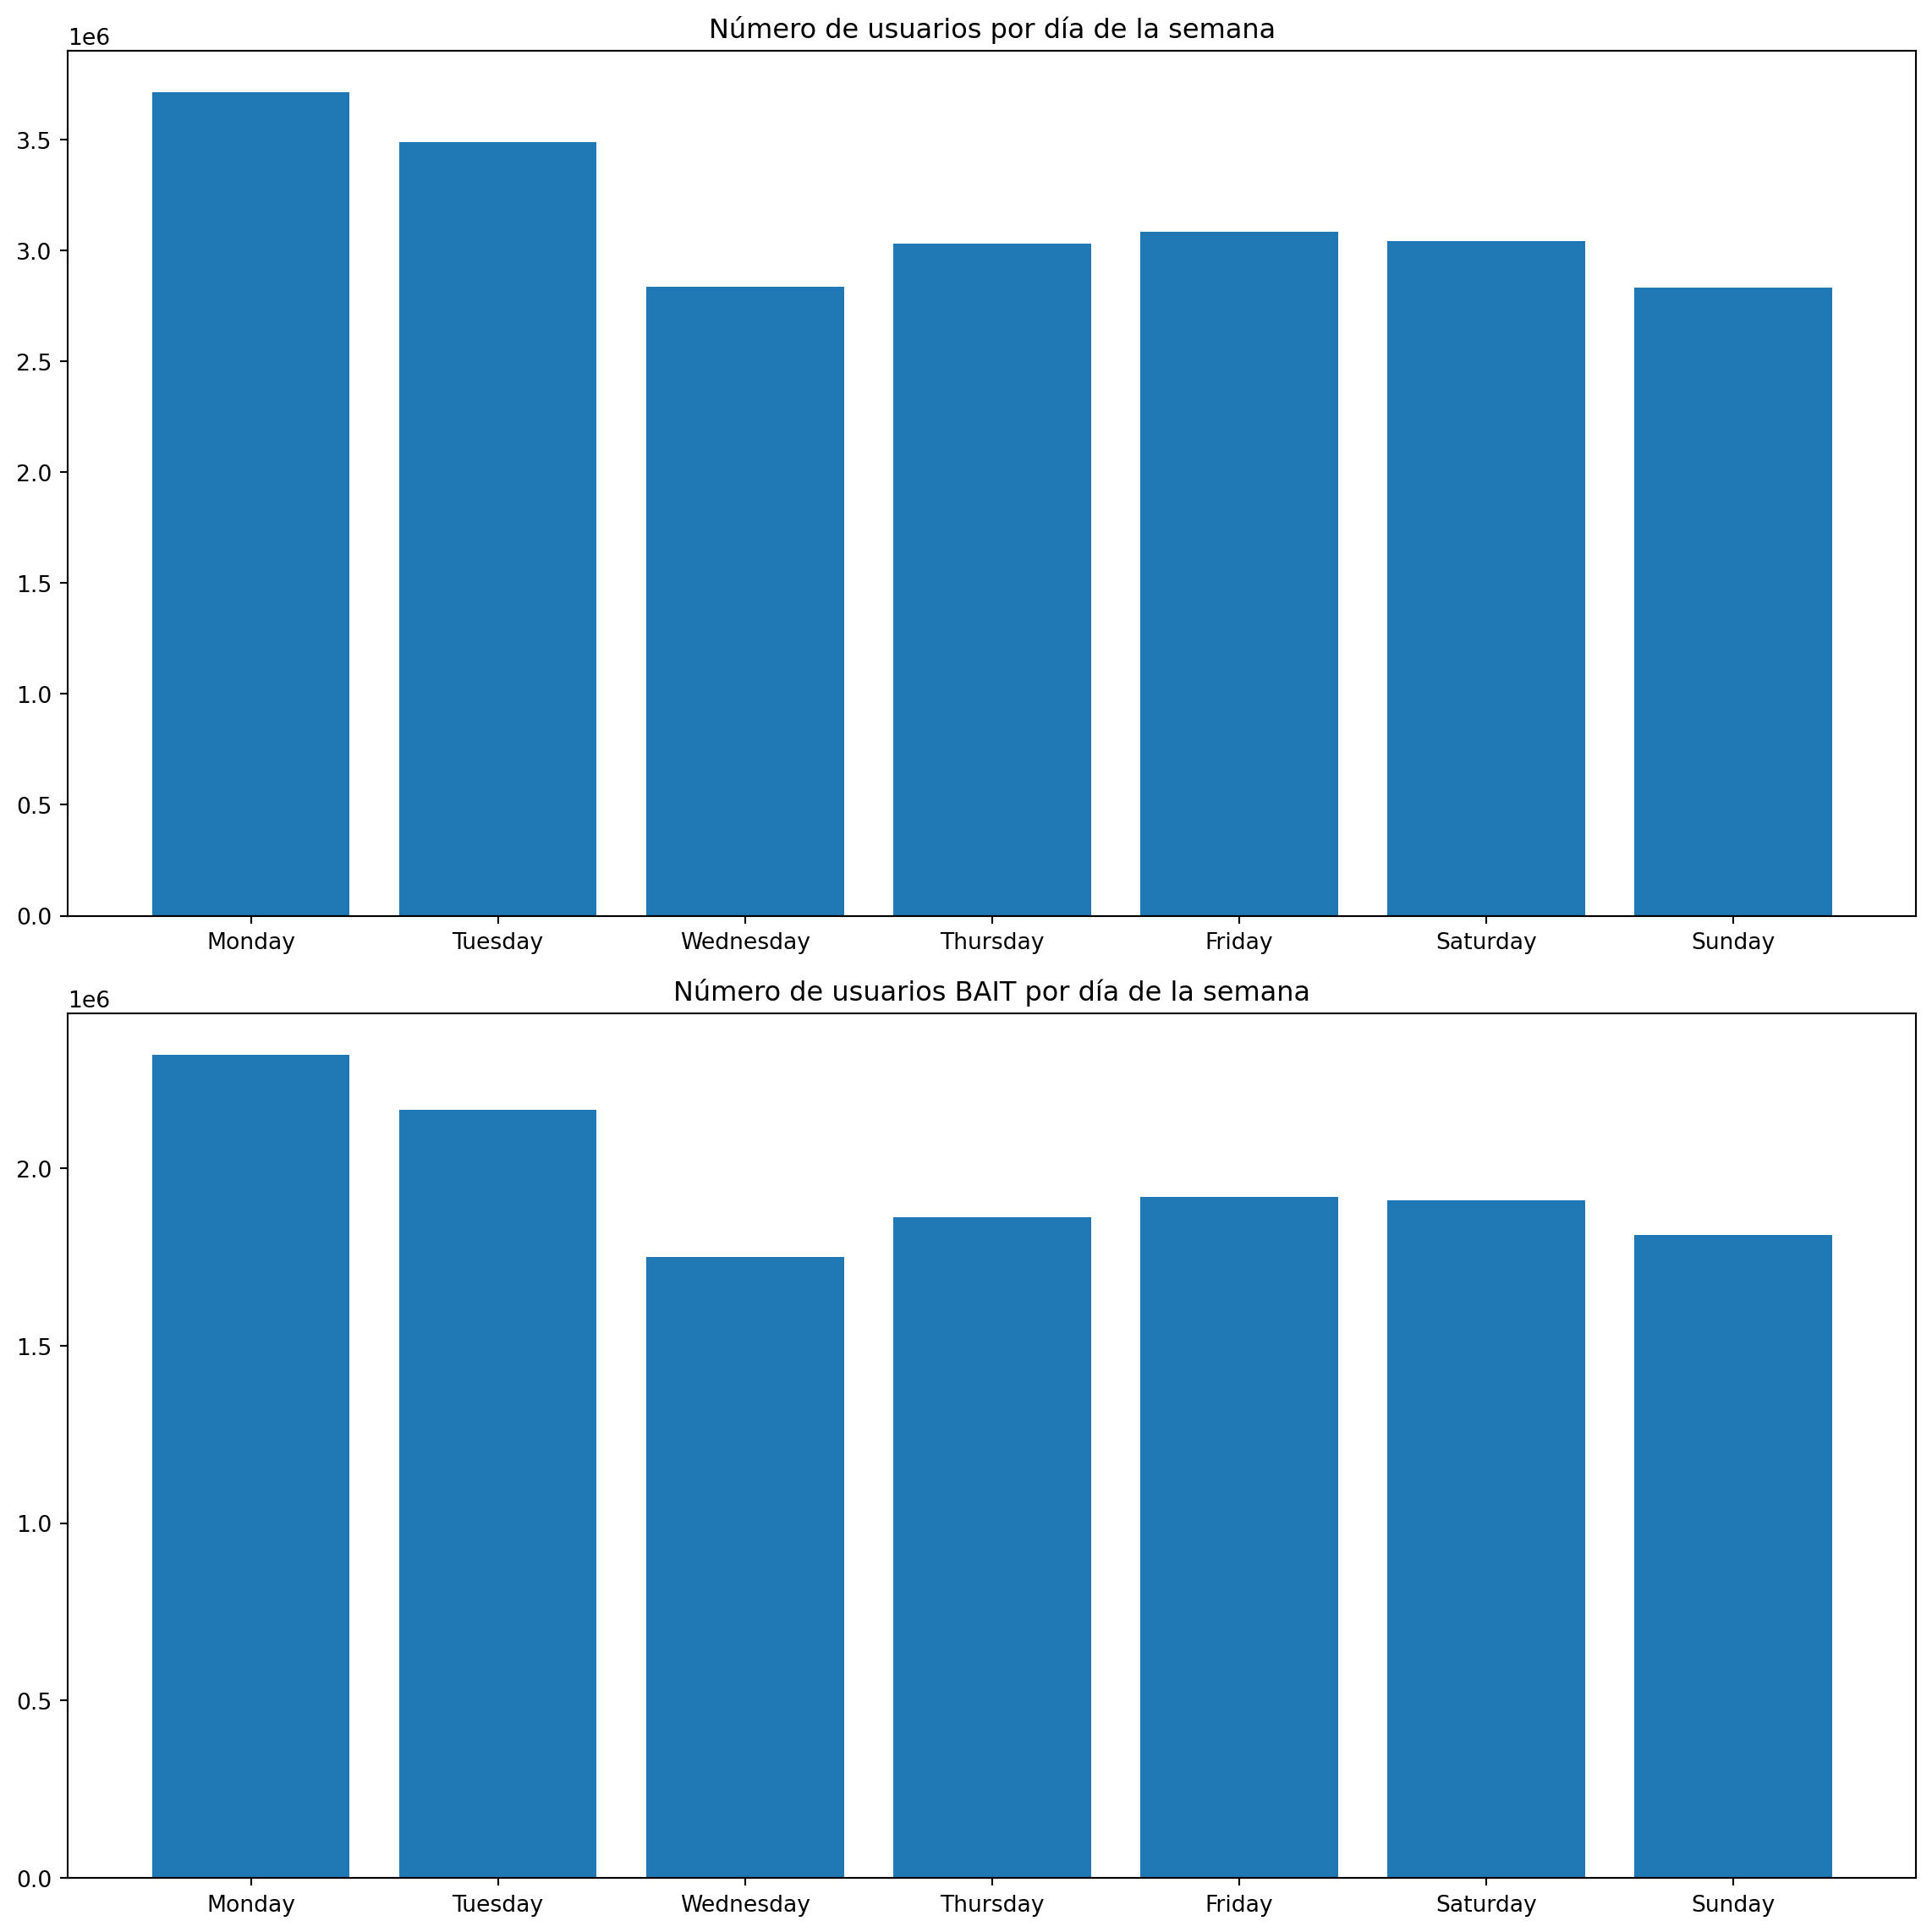 Número de usuarios por día de la semana
1e6
3.5
3.0
2.5
2.0
1.5
1.0
0.5
0.0
Monday Tuesday Wednesday Thursday Friday Saturday Sunday
Número de usuarios BAIT por día de la semana
1e6
2.0
1.5
1.0
0.5
0.0
Monday Tuesday Wednesday Thursday Friday Saturday Sunday